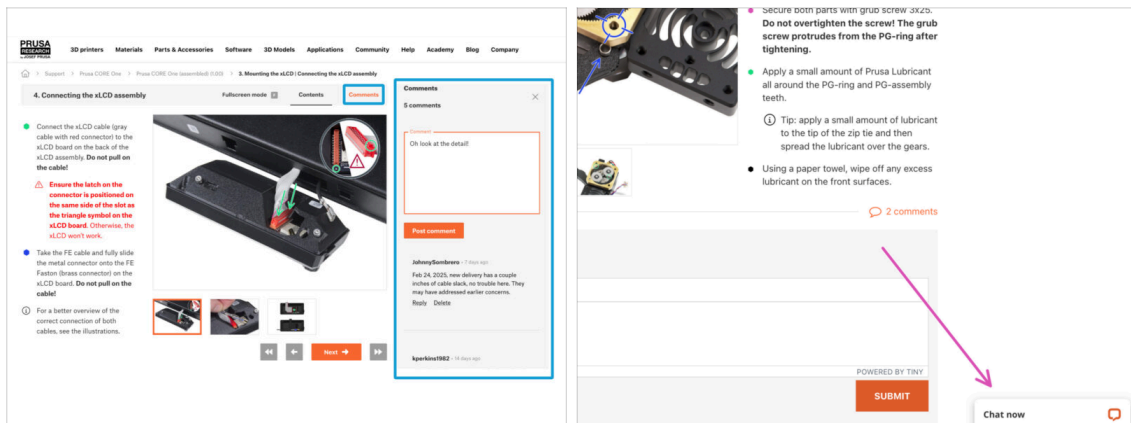 PRUSA
RESEARCH
by JOSEF PRUSA
3D printers Materials Parts & Accessories Software 3D Models Applications Community Help Academy Blog Company
Support > Prusa CORE One > Prusa CORE One (assembled) (1.00) > 3. Mounting the xLCD | Connecting the xLCD assembly
4. Connecting the xLCD assembly
Fullscreen mode
Contents
Comments
Connect the xLCD cable (gray
cable with red connector) to the
xLCD board on the back of the
xLCD assembly. Do not pull on
the cable!
Ensure the latch on the
connector is positioned on
the same side of the slot as
the triangle symbol on the
xLCD board. Otherwise, the
xLCD won't work.
Take the FE cable and fully slide
the metal connector onto the FE
Faston (brass connector) on the
xLCD board. Do not pull on the
cable!
For a better overview of the
correct connection of both
cables, see the illustrations.
Next →
Comments
5 comments
Comment
Oh look at the detail!
Post comment
JohnnySombrero • 7 days ago
Feb 24, 2025, new delivery has a couple
inches of cable slack, no trouble here. They
may have addressed earlier concerns.
Reply Delete
kperkins1982 • 14 days ago
Secure both parts with grub screw 3x25.
Do not overtighten the screw! The grub
screw protrudes from the PG-ring after
tightening.
Apply a small amount of Prusa Lubricant
all around the PG-ring and PG-assembly
teeth.
Tip: apply a small amount of lubricant
to the tip of the zip tie and then
spread the lubricant over the gears.
Using a paper towel, wipe off any excess
lubricant on the front surfaces.
2 comments
POWERED BY TINY
SUBMIT
Chat now